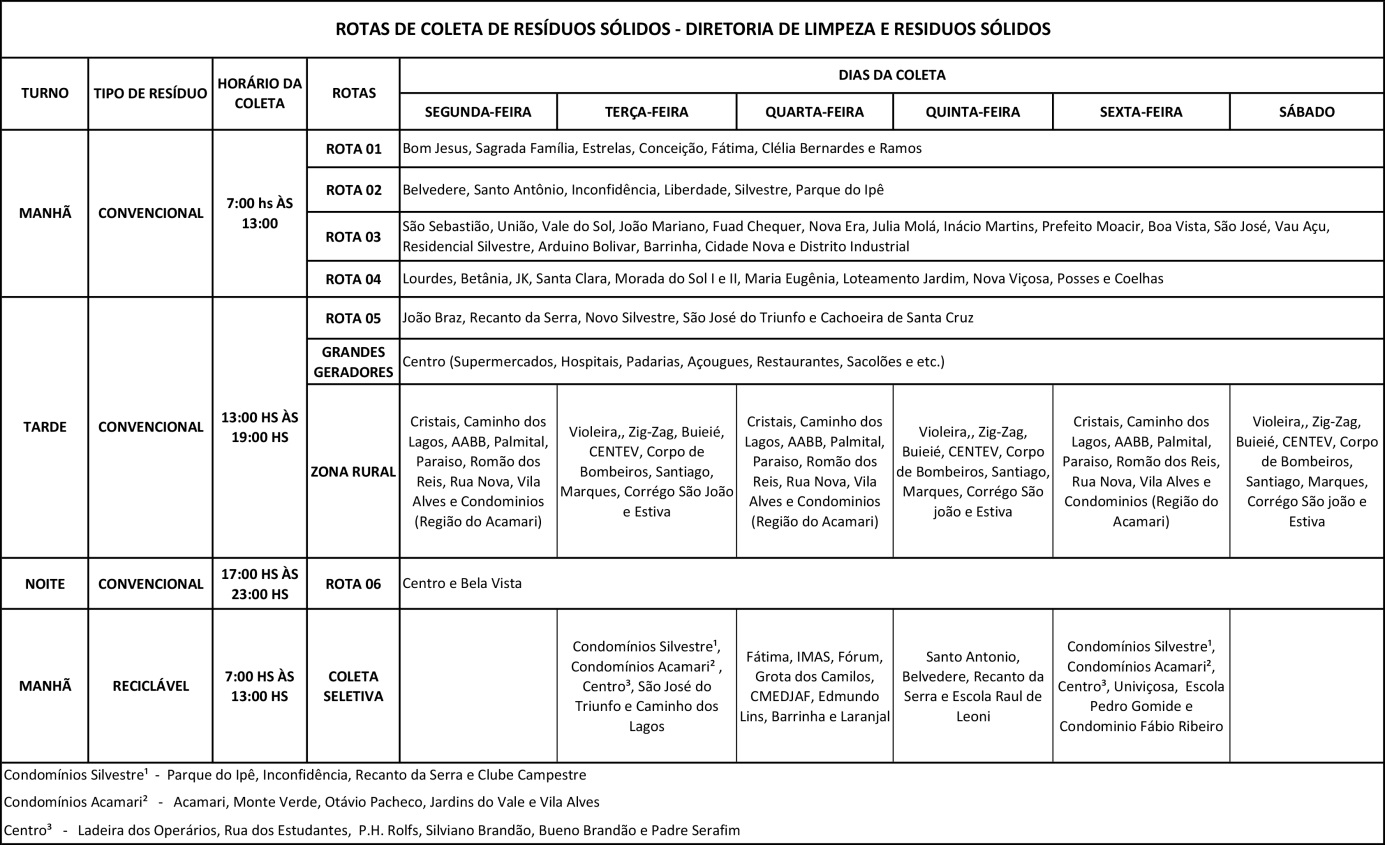 ROTAS DE COLETA DE RESÍDUOS SÓLIDOS - DIRETORIA DE LIMPEZA E RESIDUOS SÓLIDOS
TURNO
TIPO DE RESÍDUO
HORÁRIO DA
COLETA
ROTAS
DIAS DA COLETA
SEGUNDA-FEIRA
TERÇA-FEIRA
QUARTA-FEIRA
QUINTA-FEIRA
SEXTA-FEIRA
SÁBADO
MANHÃ
CONVENCIONAL
7:00 hs ÀS
13:00
ROTA 01
Bom Jesus, Sagrada Família, Estrelas, Conceição, Fátima, Clélia Bernardes e Ramos
ROTA 02
Belvedere, Santo Antônio, Inconfidência, Liberdade, Silvestre, Parque do Ipê
ROTA 03
São Sebastião, União, Vale do Sol, João Mariano, Fuad Chequer, Nova Era, Julia Molá, Inácio Martins, Prefeito Moacir, Boa Vista, São José, Vau Açu,
Residencial Silvestre, Arduino Bolivar, Barrinha, Cidade Nova e Distrito Industrial
ROTA 04
Lourdes, Betânia, JK, Santa Clara, Morada do Sol I e II, Maria Eugênia, Loteamento Jardim, Nova Viçosa, Posses e Coelhas
TARDE
CONVENCIONAL
13:00 HS ÀS
19:00 HS
ROTA 05
João Braz, Recanto da Serra, Novo Silvestre, São José do Triunfo e Cachoeira de Santa Cruz
GRANDES
GERADORES
Centro (Supermercados, Hospitais, Padarias, Açougues, Restaurantes, Sacolões e etc.)
ZONA RURAL
Cristais, Caminho dos
Lagos, AABB, Palmital,
Paraiso, Romão dos
Reis, Rua Nova, Vila
Alves e Condominios
(Região do Acamari)
Violeira,, Zig-Zag, Buieié,
CENTEV, Corpo de
Bombeiros, Santiago,
Marques, Corrégo São João
e Estiva
Cristais, Caminho dos
Lagos, AABB, Palmital,
Paraiso, Romão dos
Reis, Rua Nova, Vila
Alves e Condominios
(Região do Acamari)
Violeira,, Zig-Zag,
Buieié, CENTEV, Corpo
de Bombeiros, Santiago,
Marques, Corrégo São
joão e Estiva
Cristais, Caminho dos
Lagos, AABB, Palmital,
Paraiso, Romão dos Reis,
Rua Nova, Vila Alves e
Condominios (Região do
Acamari)
Violeira,, Zig-Zag,
Buieié, CENTEV, Corpo
de Bombeiros,
Santiago, Marques,
Corrégo São joão e
Estiva
NOITE
CONVENCIONAL
17:00 HS ÀS
23:00 HS
ROTA 06
Centro e Bela Vista
MANHÃ
RECICLÁVEL
7:00 HS ÀS
13:00 HS
COLETA
SELETIVA
Condomínios Silvestre¹,
Condomínios Acamari² ,
Centro³, São José do
Triunfo e Caminho dos
Lagos
Fátima, IMAS, Fórum,
Grota dos Camilos,
CMEDJAF, Edmundo
Lins, Barrinha e Laranjal
Santo Antonio,
Belvedere, Recanto da
Serra e Escola Raul de
Leoni
Condomínios Silvestre¹,
Condomínios Acamari²,
Centro³, Univiçosa, Escola
Pedro Gomide e
Condominio Fábio Ribeiro
Condomínios Silvestre¹ - Parque do Ipê, Inconfidência, Recanto da Serra e Clube Campestre
Condomínios Acamari² - Acamari, Monte Verde, Otávio Pacheco, Jardins do Vale e Vila Alves
Centro³ - Ladeira dos Operários, Rua dos Estudantes, P.H. Rolfs, Silviano Brandão, Bueno Brandão e Padre Serafim